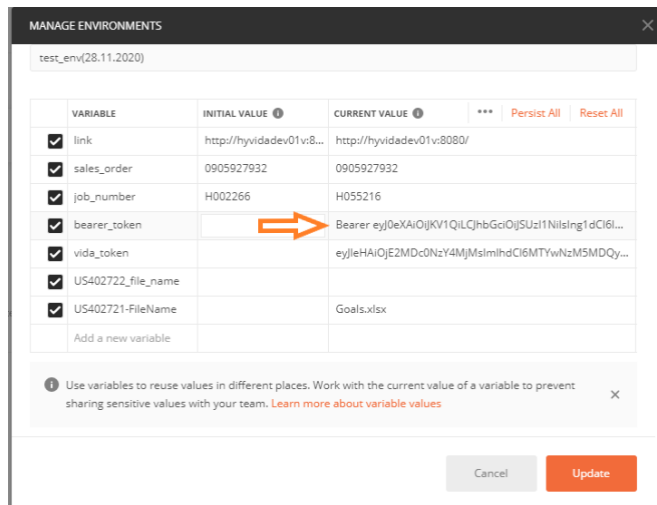 MANAGE ENVIRONMENTS
test_env(28.11.2020)
VARIABLE INITIAL VALUE CURRENT VALUE ••• Persist All Reset All
link http://hyvidadev01v:8... http://hyvidadev01v:8080/
sales_order 0905927932 0905927932
job_number H002266 H055216
bearer_token Bearer eyJ0eXAiOiJKV1QiLCJhbGciOiJSUzI1NiIsIng1dCI6I...
vida_token eyJleHAiOjE2MDc0NzY4MjMsImlhdCI6MTYwNzM5MDQy...
US402722_file_name
US402721-FileName Goals.xlsx
Add a new variable
Use variables to reuse values in different places. Work with the current value of a variable to prevent
sharing sensitive values with your team. Learn more about variable values
Cancel Update